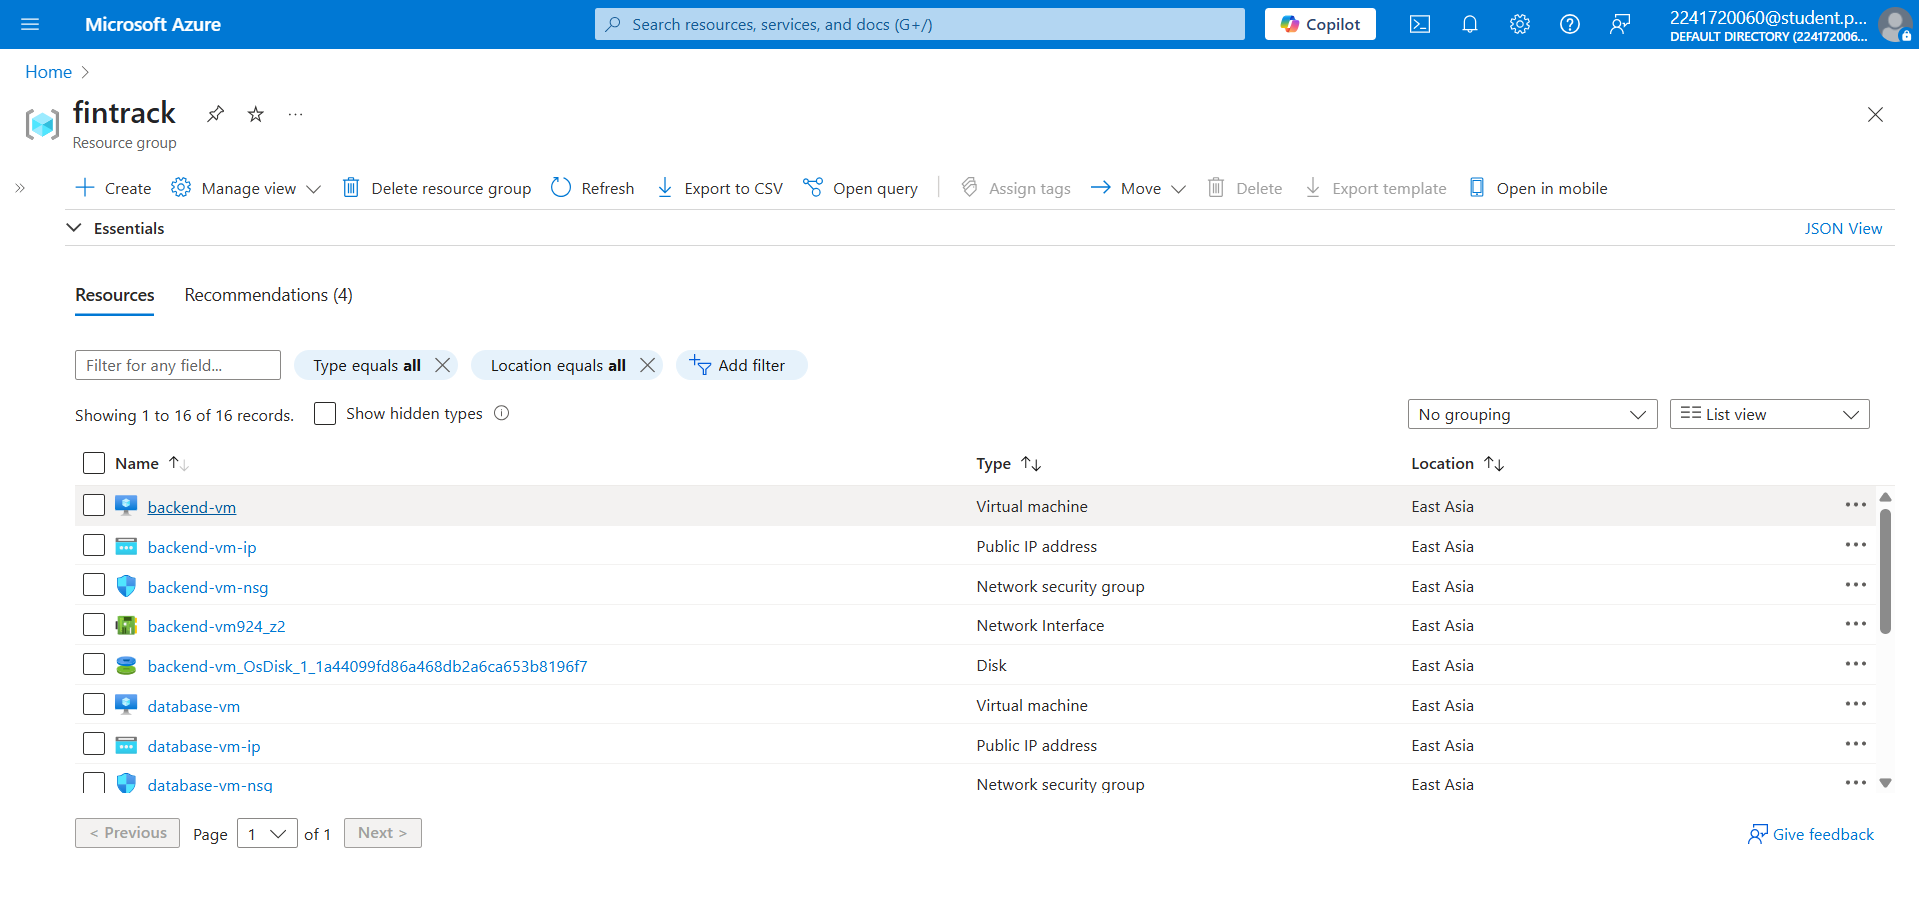 Microsoft Azure
Search resources, services, and docs (G+/)
Copilot
2241720060@student.p...
DEFAULT DIRECTORY (224172006...
Home
fintrack
Resource group
Create
Manage view
Delete resource group
Refresh
Export to CSV
Open query
Assign tags
Move
Delete
Export template
Open in mobile
Essentials
JSON View
Resources
Recommendations (4)
Filter for any field...
Type equals all
Location equals all
Add filter
Showing 1 to 16 of 16 records.
Show hidden types
No grouping
List view
Name
Type
Location
backend-vm Virtual machine East Asia
backend-vm-ip Public IP address East Asia
backend-vm-nsg Network security group East Asia
backend-vm924_z2 Network Interface East Asia
backend-vm_OsDisk_1_1a44099fd86a468db2a6ca653b8196f7 Disk East Asia
database-vm Virtual machine East Asia
database-vm-ip Public IP address East Asia
database-vm-nsg Network security group East Asia
< Previous
Page 1 of 1
Next >
Give feedback